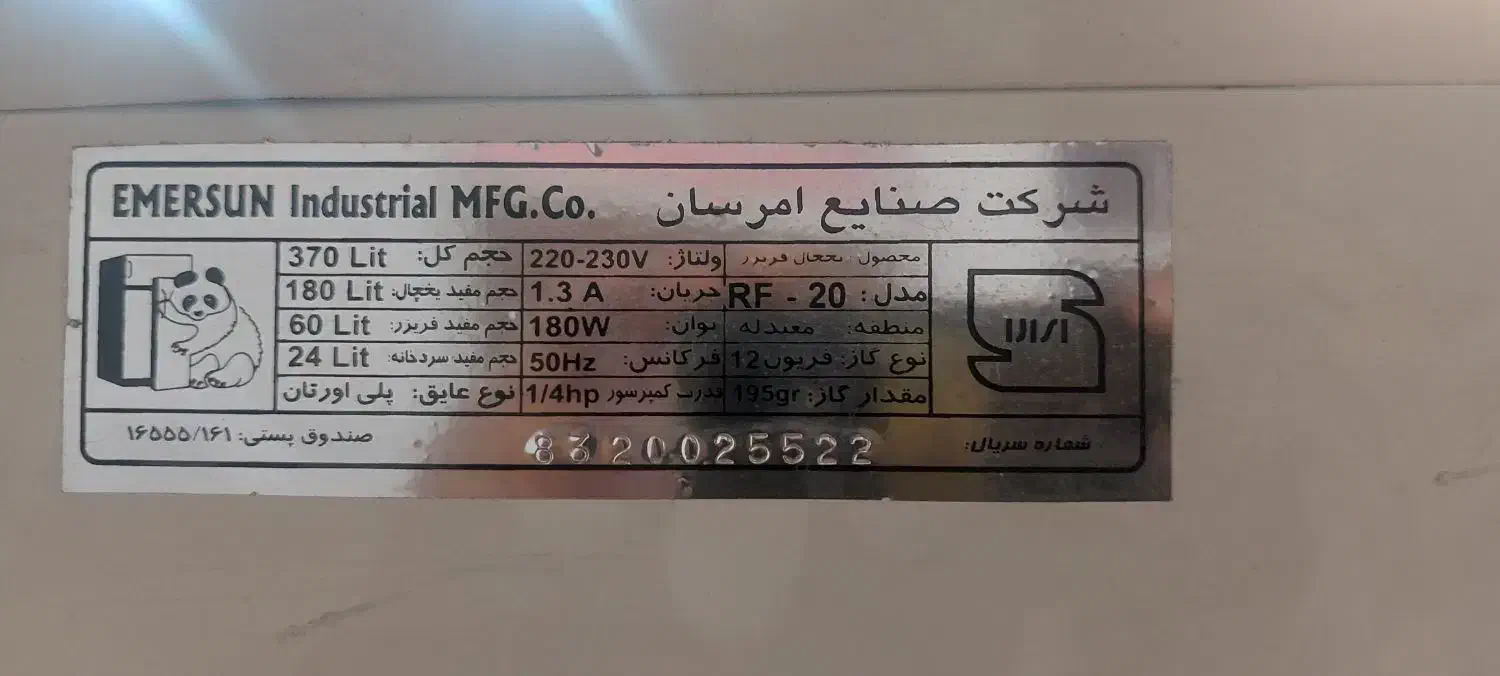 شرکت صنایع امرسان EMERSUN Industrial MFG.Co.
محصول: یخچال فریزر ولتاژ: 220-230V حجم کل: 370 Lit
مدل: RF - 20 جریان: 1.3 A حجم مفید یخچال: 180 Lit
منطقه: معتدله توان: 180W حجم مفید فریزر: 60 Lit
نوع گاز: فریون 12 فرکانس: 50Hz حجم مفید سردخانه: 24 Lit
مقدار گاز: 195gr قدرت کمپرسور 1/4hp نوع عایق: پلی اورتان
شماره سریال: 8320025522 صندوق پستی: ۱۶۵۵۵/۱۶۱